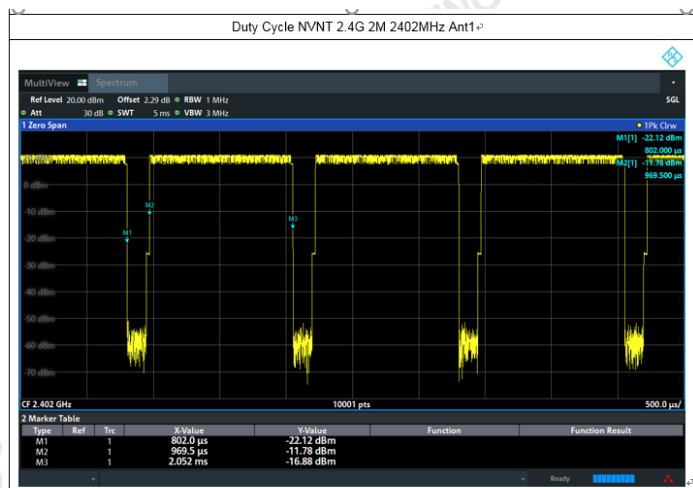 Duty Cycle NVNT 2.4G 2M 2402MHz Ant1
MultiView Spectrum
Ref Level 20.00 dBm Offset 2.29 dB RBW 1 MHz SGL
Att 30 dB SWT 5 ms VBW 3 MHz
1 Zero Span 1Pk Clrw
M1[1] -22.12 dBm
802.000 µs
M2[1] -11.78 dBm
969.500 µs
0 dBm
M2
-10 dBm
M3
M1
-20 dBm
-30 dBm
-40 dBm
-50 dBm
-60 dBm
-70 dBm
CF 2.402 GHz 10001 pts 500.0 µs/
2 Marker Table
Type Ref Trc X-Value Y-Value Function Function Result
M1 1 802.0 µs -22.12 dBm
M2 1 969.5 µs -11.78 dBm
M3 1 2.052 ms -16.88 dBm
Ready